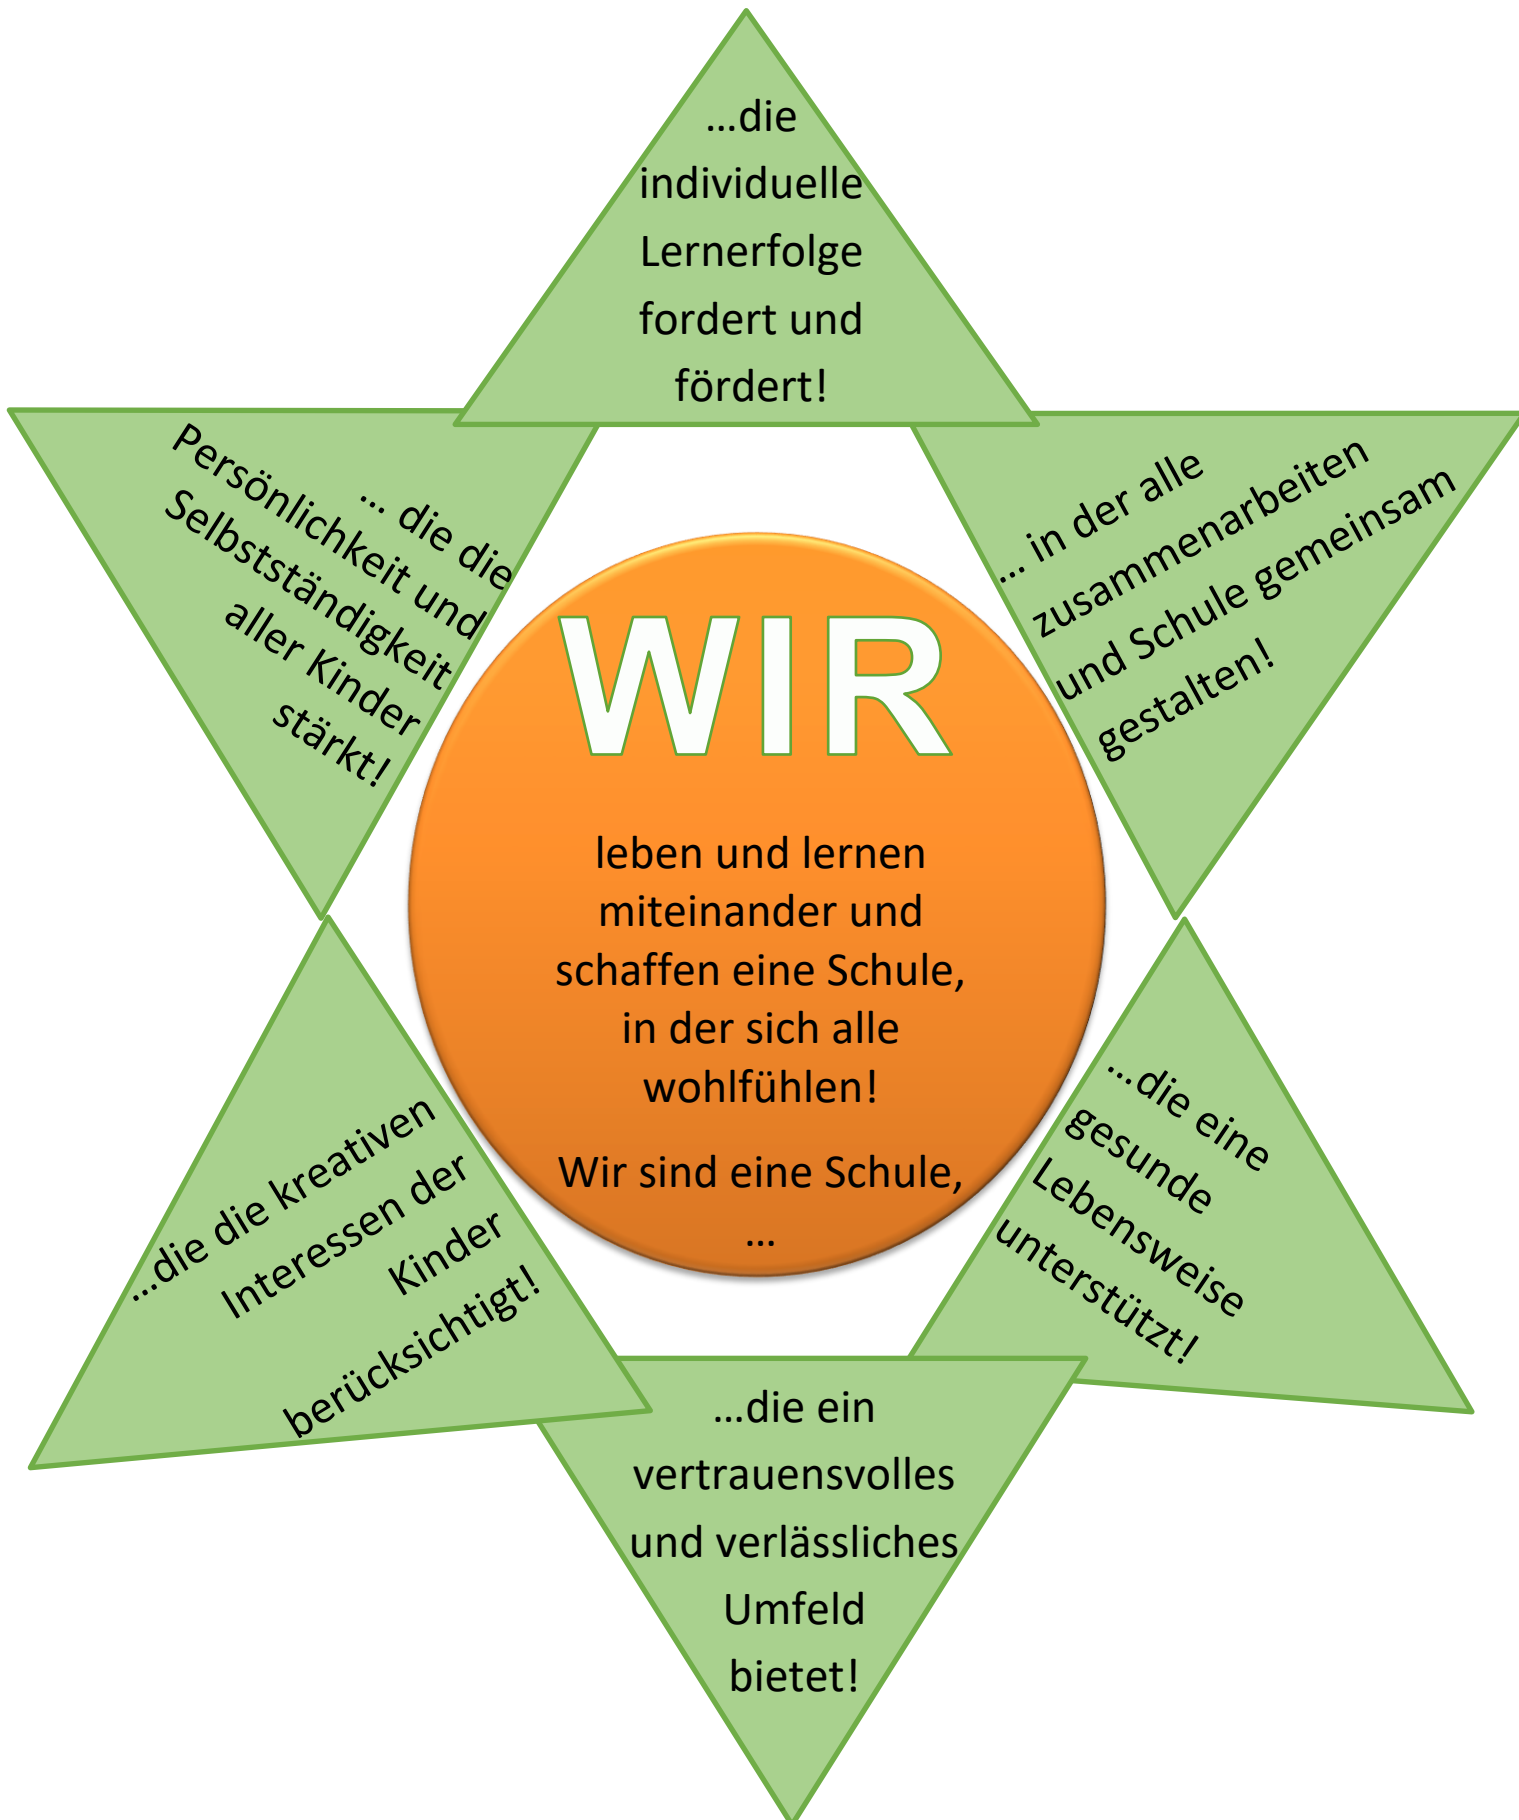 …die
individuelle
Lernerfolge
fordert und
fördert!
… die die
Persönlichkeit und
Selbstständigkeit
aller Kinder
stärkt!
… in der alle
zusammenarbeiten
und Schule gemeinsam
gestalten!
WIR
leben und lernen
miteinander und
schaffen eine Schule,
in der sich alle
wohlfühlen!
Wir sind eine Schule,
…
…die die kreativen
Interessen der
Kinder
berücksichtigt!
…die eine
gesunde
Lebensweise
unterstützt!
…die ein
vertrauensvolles
und verlässliches
Umfeld
bietet!